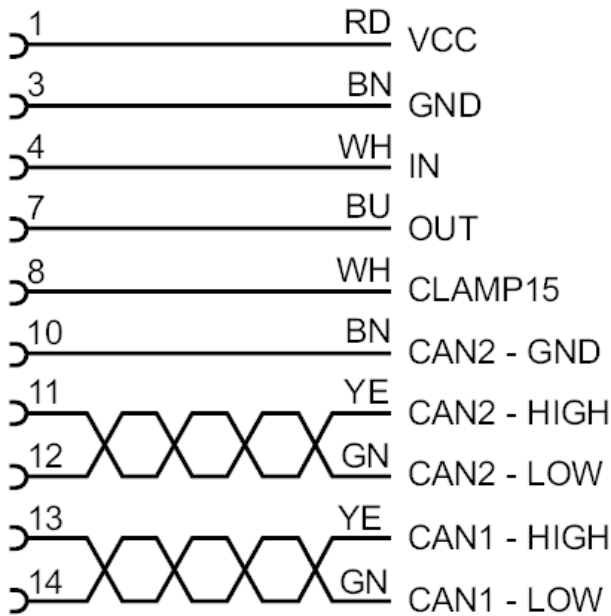 1 RD VCC
3 BN GND
4 WH IN
7 BU OUT
8 WH CLAMP15
10 BN CAN2 - GND
11 YE CAN2 - HIGH
12 GN CAN2 - LOW
13 YE CAN1 - HIGH
14 GN CAN1 - LOW